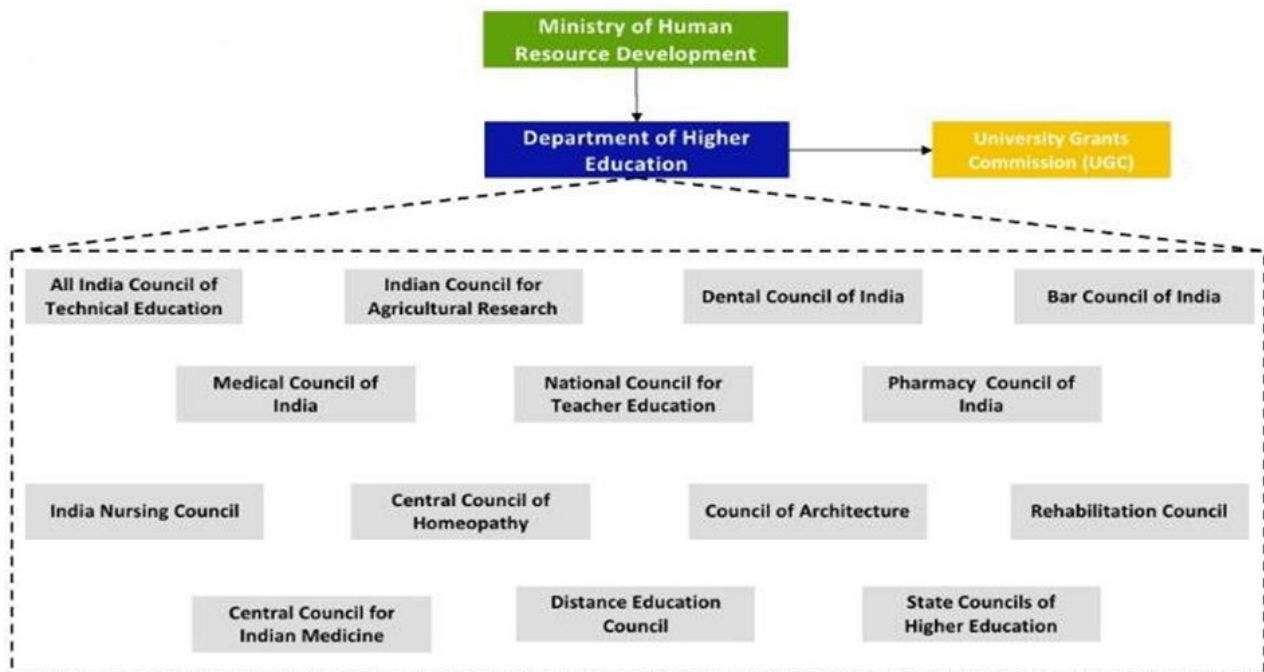 Ministry of Human
Resource Development
Department of Higher
Education
University Grants
Commission (UGC)
All India Council of
Technical Education
Indian Council for
Agricultural Research
Dental Council of India
Bar Council of India
Medical Council of
India
National Council for
Teacher Education
Pharmacy Council of
India
India Nursing Council
Central Council of
Homeopathy
Council of Architecture
Rehabilitation Council
Central Council for
Indian Medicine
Distance Education
Council
State Councils of
Higher Education